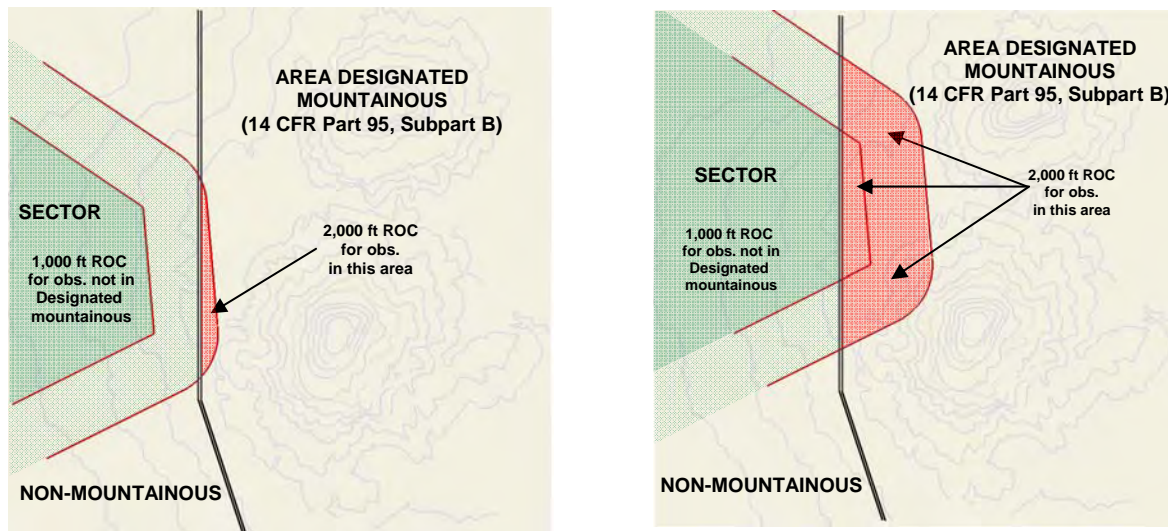 AREA DESIGNATED
MOUNTAINOUS
(14 CFR Part 95, Subpart B)
SECTOR
1,000 ft ROC
for obs. not in
Designated
mountainous
2,000 ft ROC
for obs.
in this area
NON-MOUNTAINOUS
AREA DESIGNATED
MOUNTAINOUS
(14 CFR Part 95, Subpart B)
SECTOR
1,000 ft ROC
for obs. not in
Designated
mountainous
2,000 ft ROC
for obs.
in this area
NON-MOUNTAINOUS